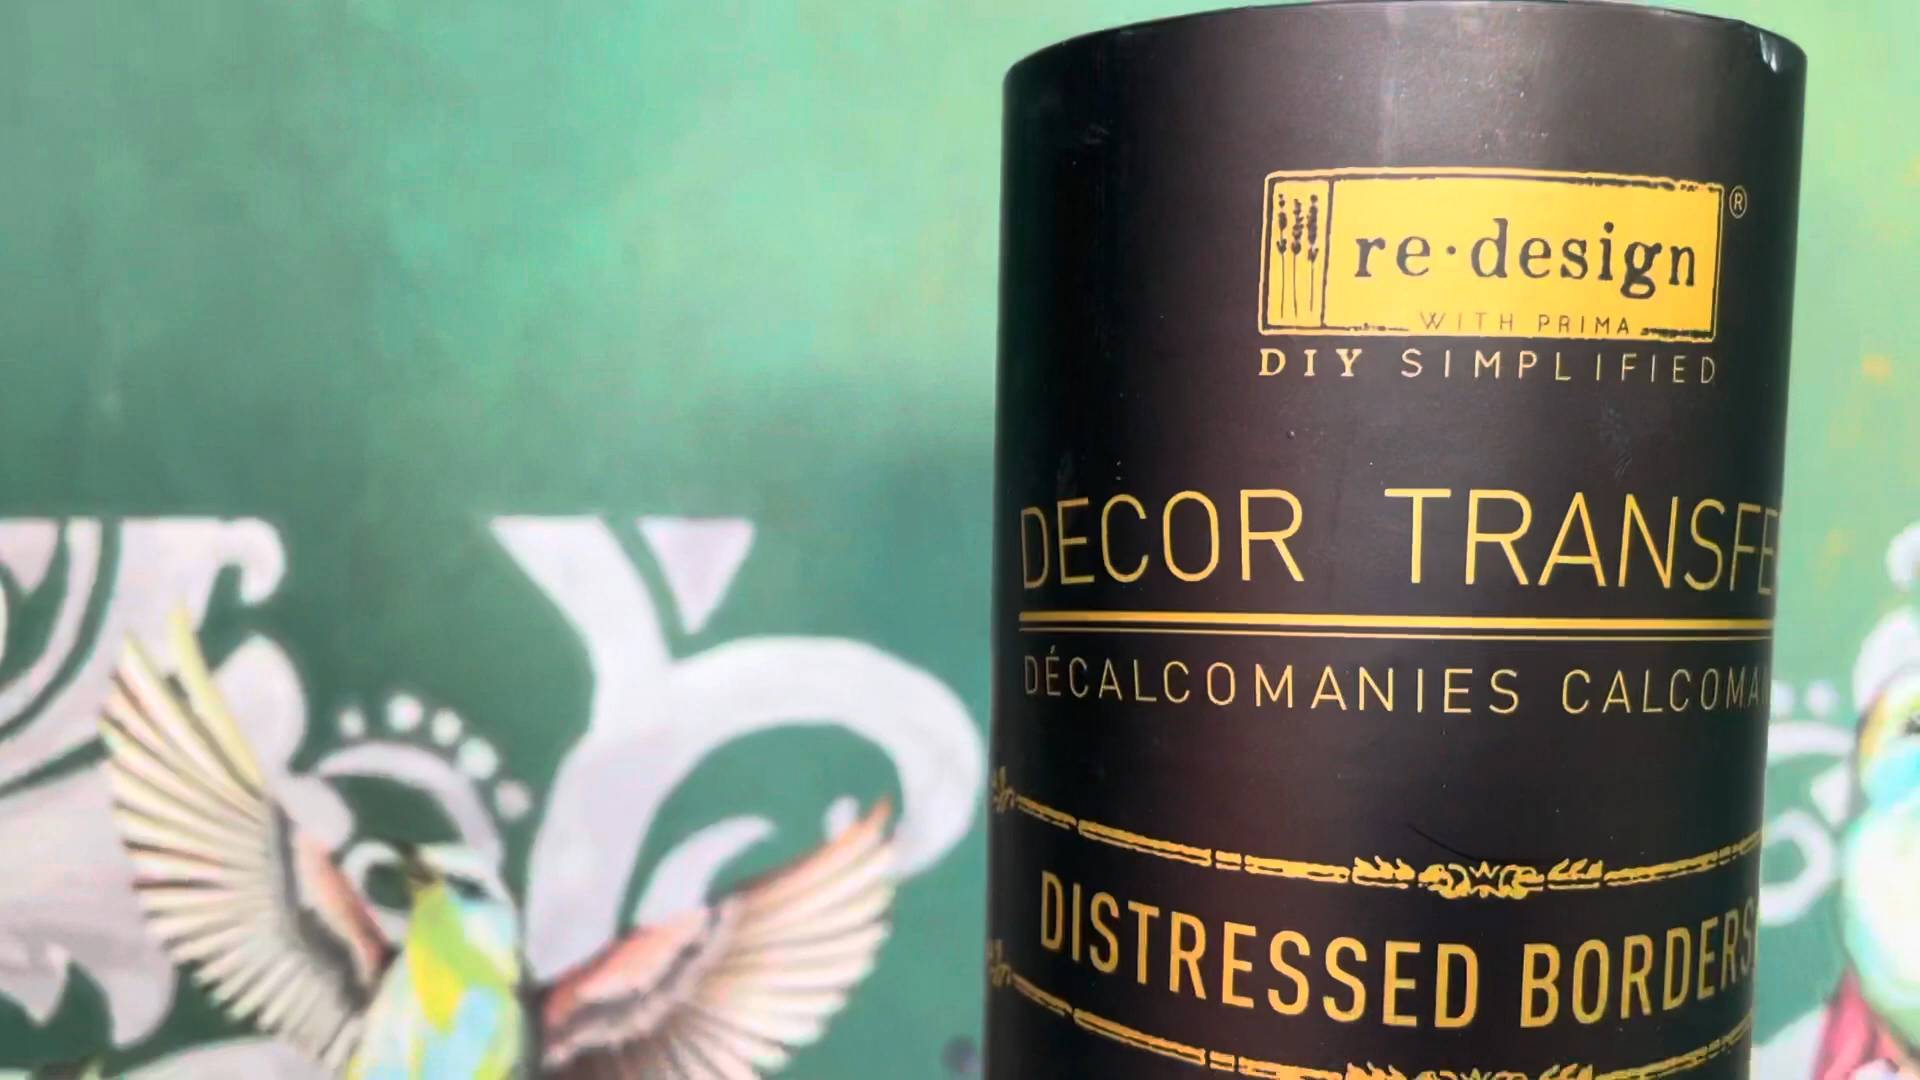 re·design
WITH PRIMA
®
DIY SIMPLIFIED
DECOR TRANSFE
DÉCALCOMANIES CALCOMA
DISTRESSED BORDERS